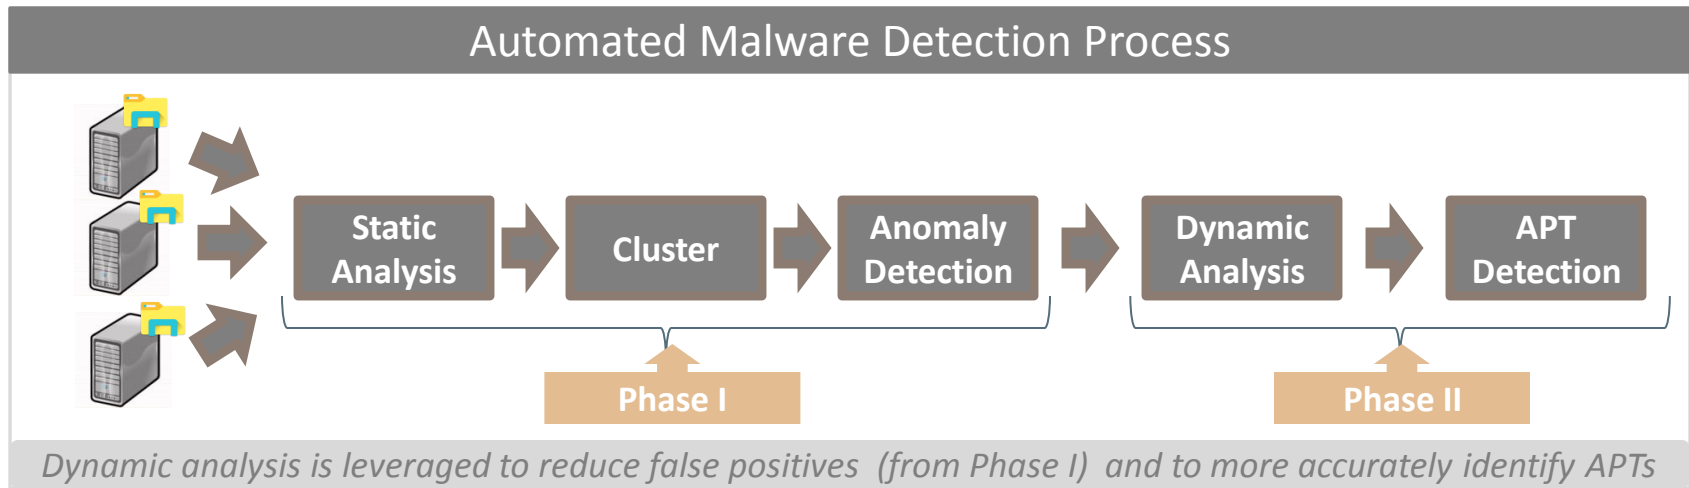 Automated Malware Detection Process
Static
Analysis
Cluster
Anomaly
Detection
Dynamic
Analysis
APT
Detection
Phase I
Phase II
Dynamic analysis is leveraged to reduce false positives (from Phase I) and to more accurately identify APTs